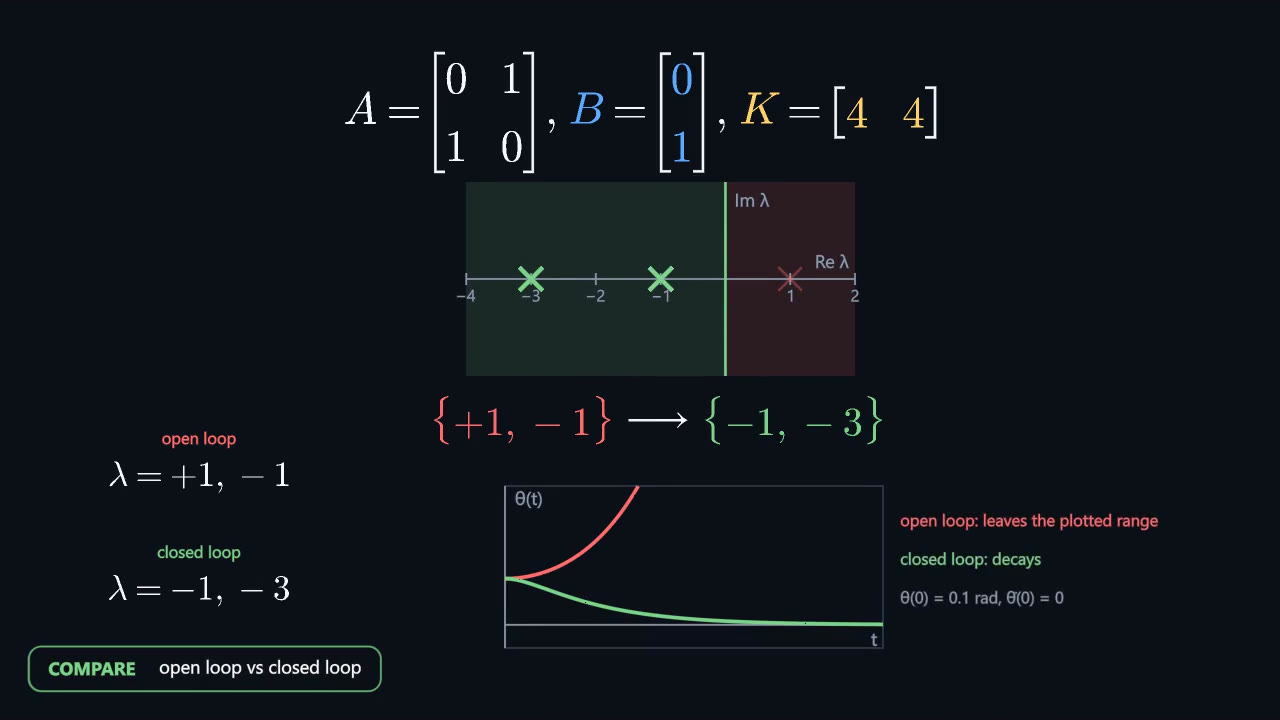 A = [0 1 1 0], B = [0 1], K = [4 4]
Im λ
Re λ
−4 −3 −2 −1 1 2
{+1, −1} ⟶ {−1, −3}
open loop
λ = +1, −1
closed loop
λ = −1, −3
θ(t)
t
open loop: leaves the plotted range
closed loop: decays
θ(0) = 0.1 rad, θ̇(0) = 0
COMPARE open loop vs closed loop